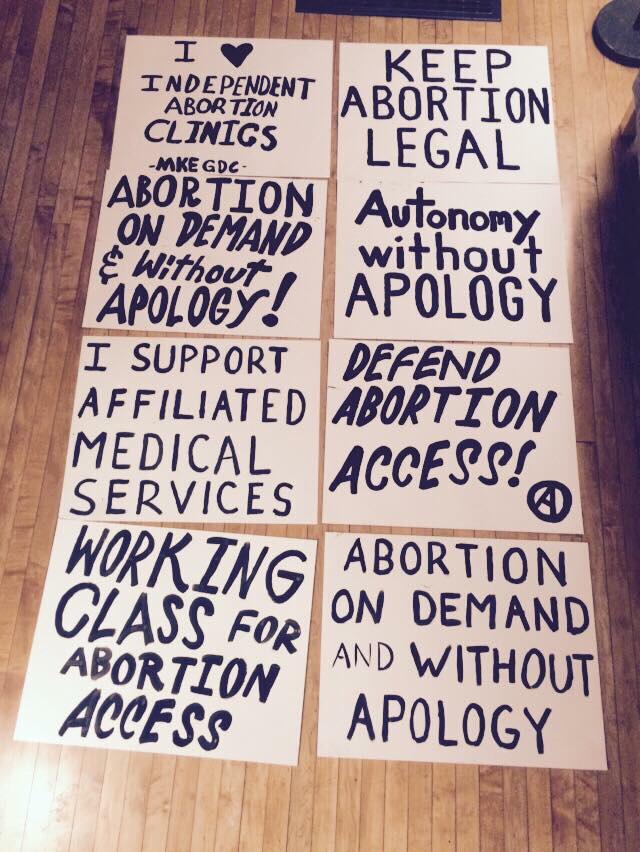 I ♥
INDEPENDENT
ABORTION
CLINICS
-MKE GDC-
KEEP
ABORTION
LEGAL
ABORTION
ON DEMAND
& Without
APOLOGY!
Autonomy
without
APOLOGY
I SUPPORT
AFFILIATED
MEDICAL
SERVICES
DEFEND
ABORTION
ACCESS!
Ⓐ
WORKING
CLASS FOR
ABORTION
ACCESS
ABORTION
ON DEMAND
AND WITHOUT
APOLOGY